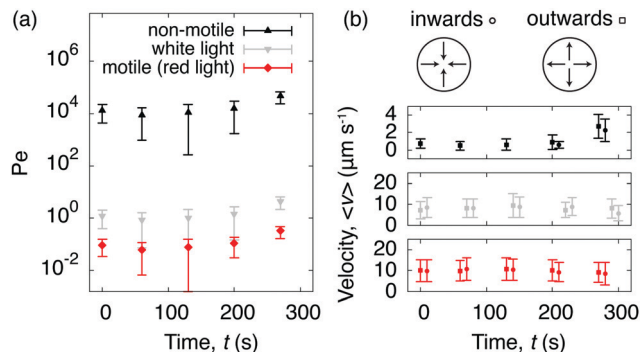 (a)
non-motile
white light
motile (red light)
10^6
10^4
10^2
10^0
10^-2
Pe
0 100 200 300
Time, t (s)
(b)
inwards
outwards
Velocity, <v> (μm s⁻¹)
4
2
0
20
10
0
20
10
0
0 100 200 300
Time, t (s)